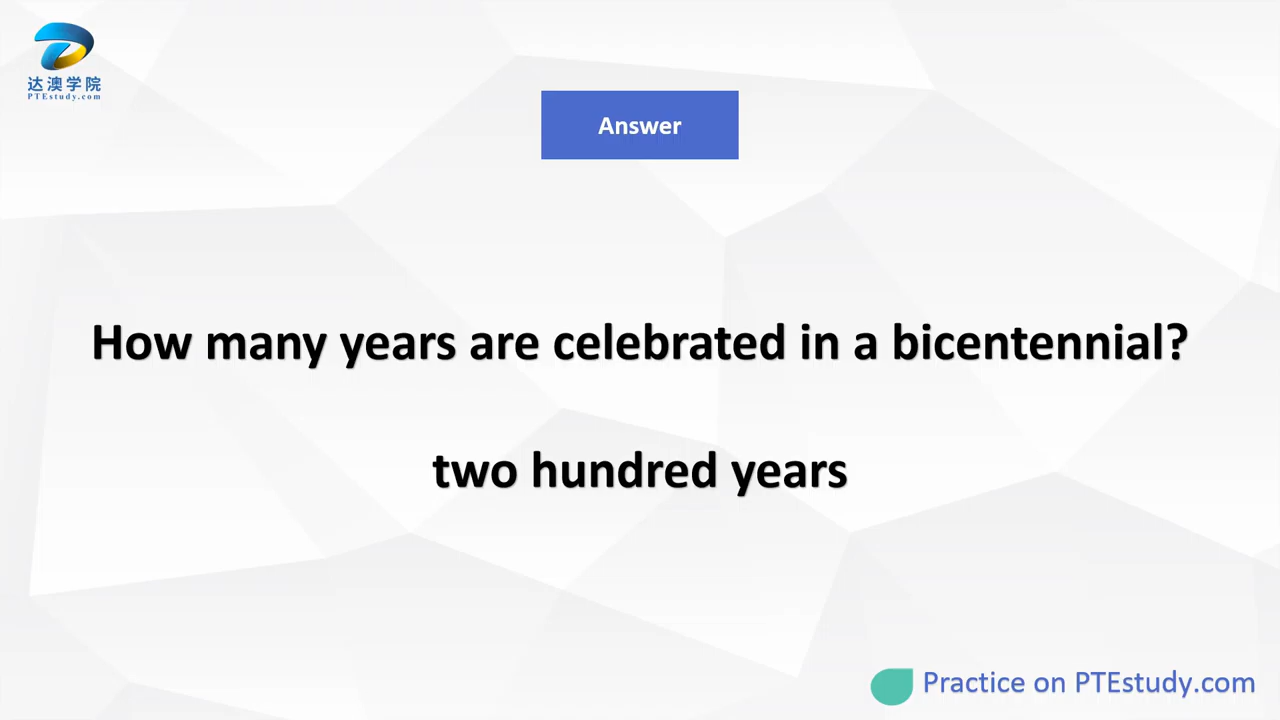 达澳学院
PTEstudy.com
Answer
How many years are celebrated in a bicentennial?
two hundred years
Practice on PTEstudy.com